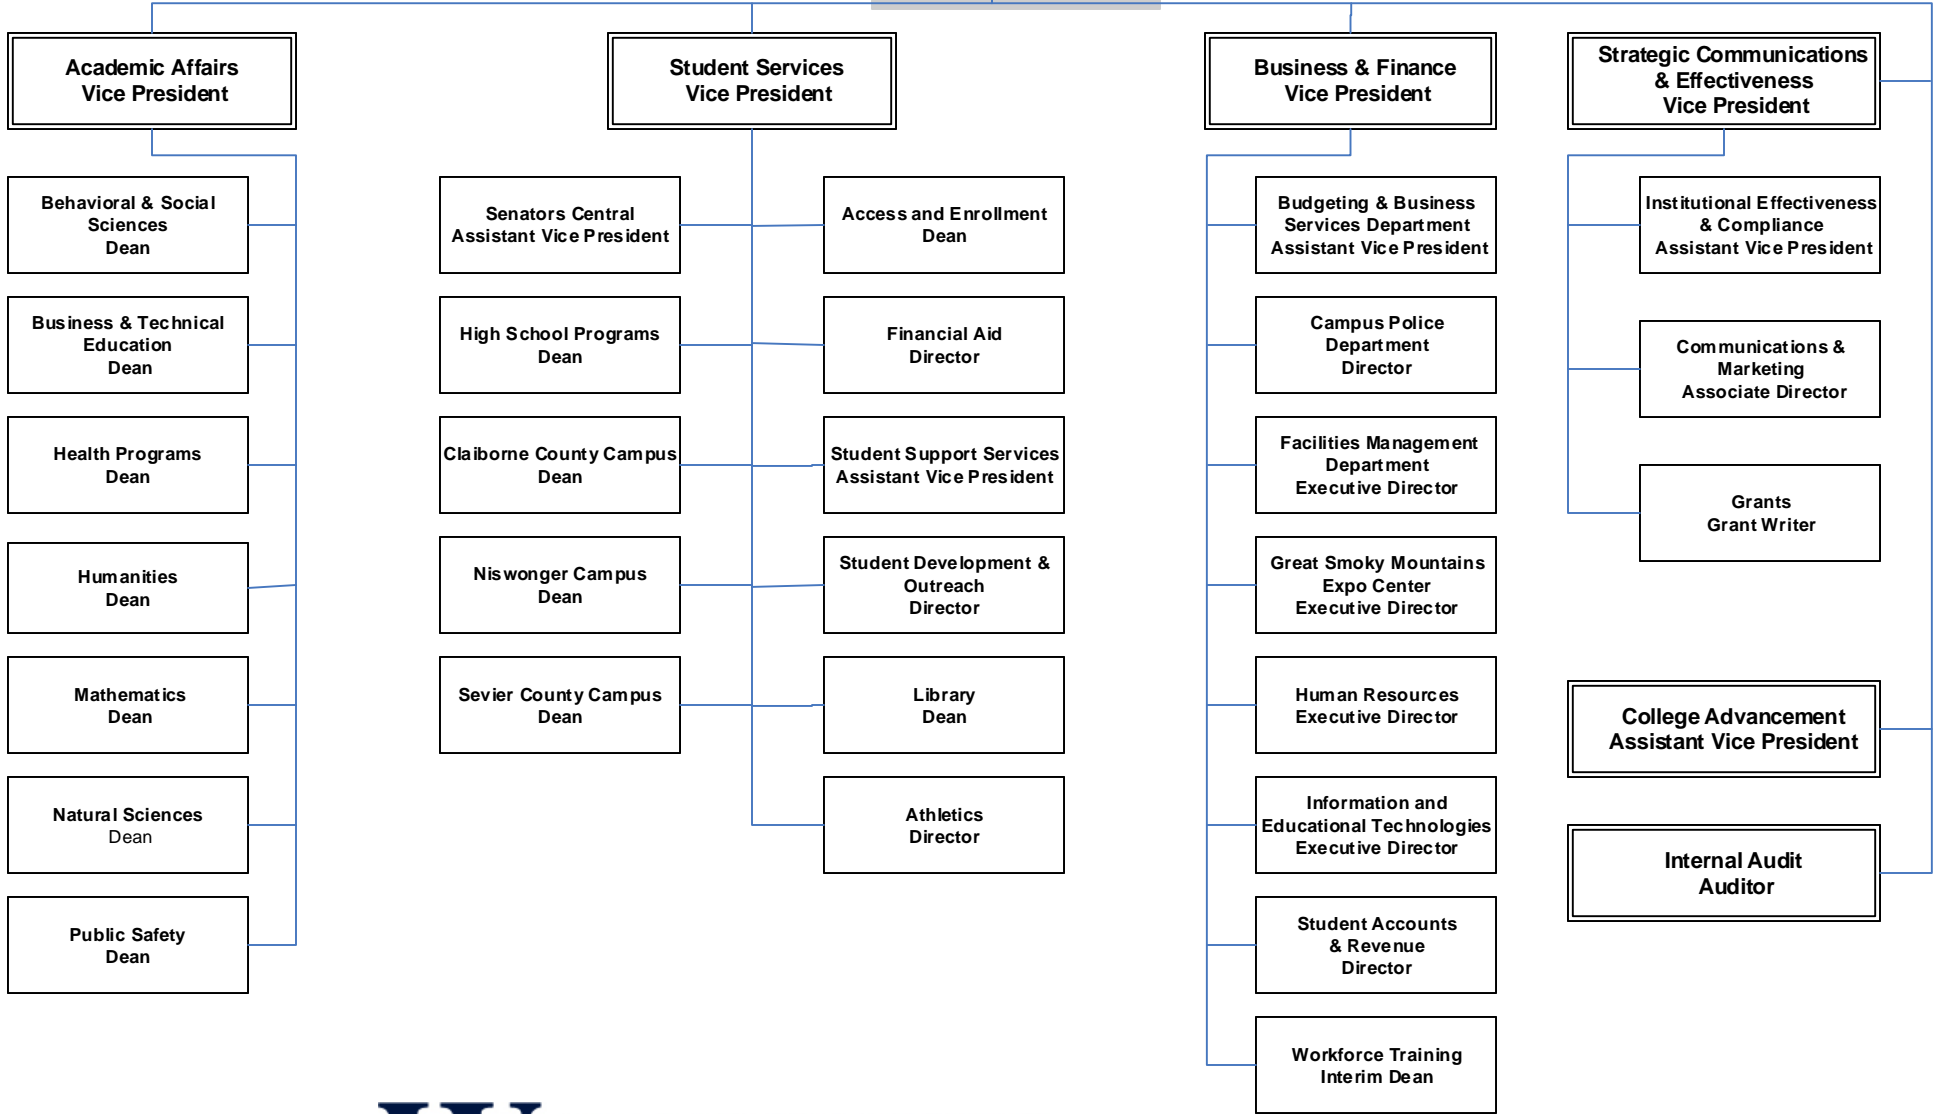 Academic Affairs
Vice President
Student Services
Vice President
Business & Finance
Vice President
Strategic Communications
& Effectiveness
Vice President
Behavioral & Social
Sciences
Dean
Business & Technical
Education
Dean
Health Programs
Dean
Humanities
Dean
Mathematics
Dean
Natural Sciences
Dean
Public Safety
Dean
Senators Central
Assistant Vice President
High School Programs
Dean
Claiborne County Campus
Dean
Niswonger Campus
Dean
Sevier County Campus
Dean
Access and Enrollment
Dean
Financial Aid
Director
Student Support Services
Assistant Vice President
Student Development &
Outreach
Director
Library
Dean
Athletics
Director
Budgeting & Business
Services Department
Assistant Vice President
Campus Police
Department
Director
Facilities Management
Department
Executive Director
Great Smoky Mountains
Expo Center
Executive Director
Human Resources
Executive Director
Information and
Educational Technologies
Executive Director
Student Accounts
& Revenue
Director
Workforce Training
Interim Dean
Institutional Effectiveness
& Compliance
Assistant Vice President
Communications &
Marketing
Associate Director
Grants
Grant Writer
College Advancement
Assistant Vice President
Internal Audit
Auditor